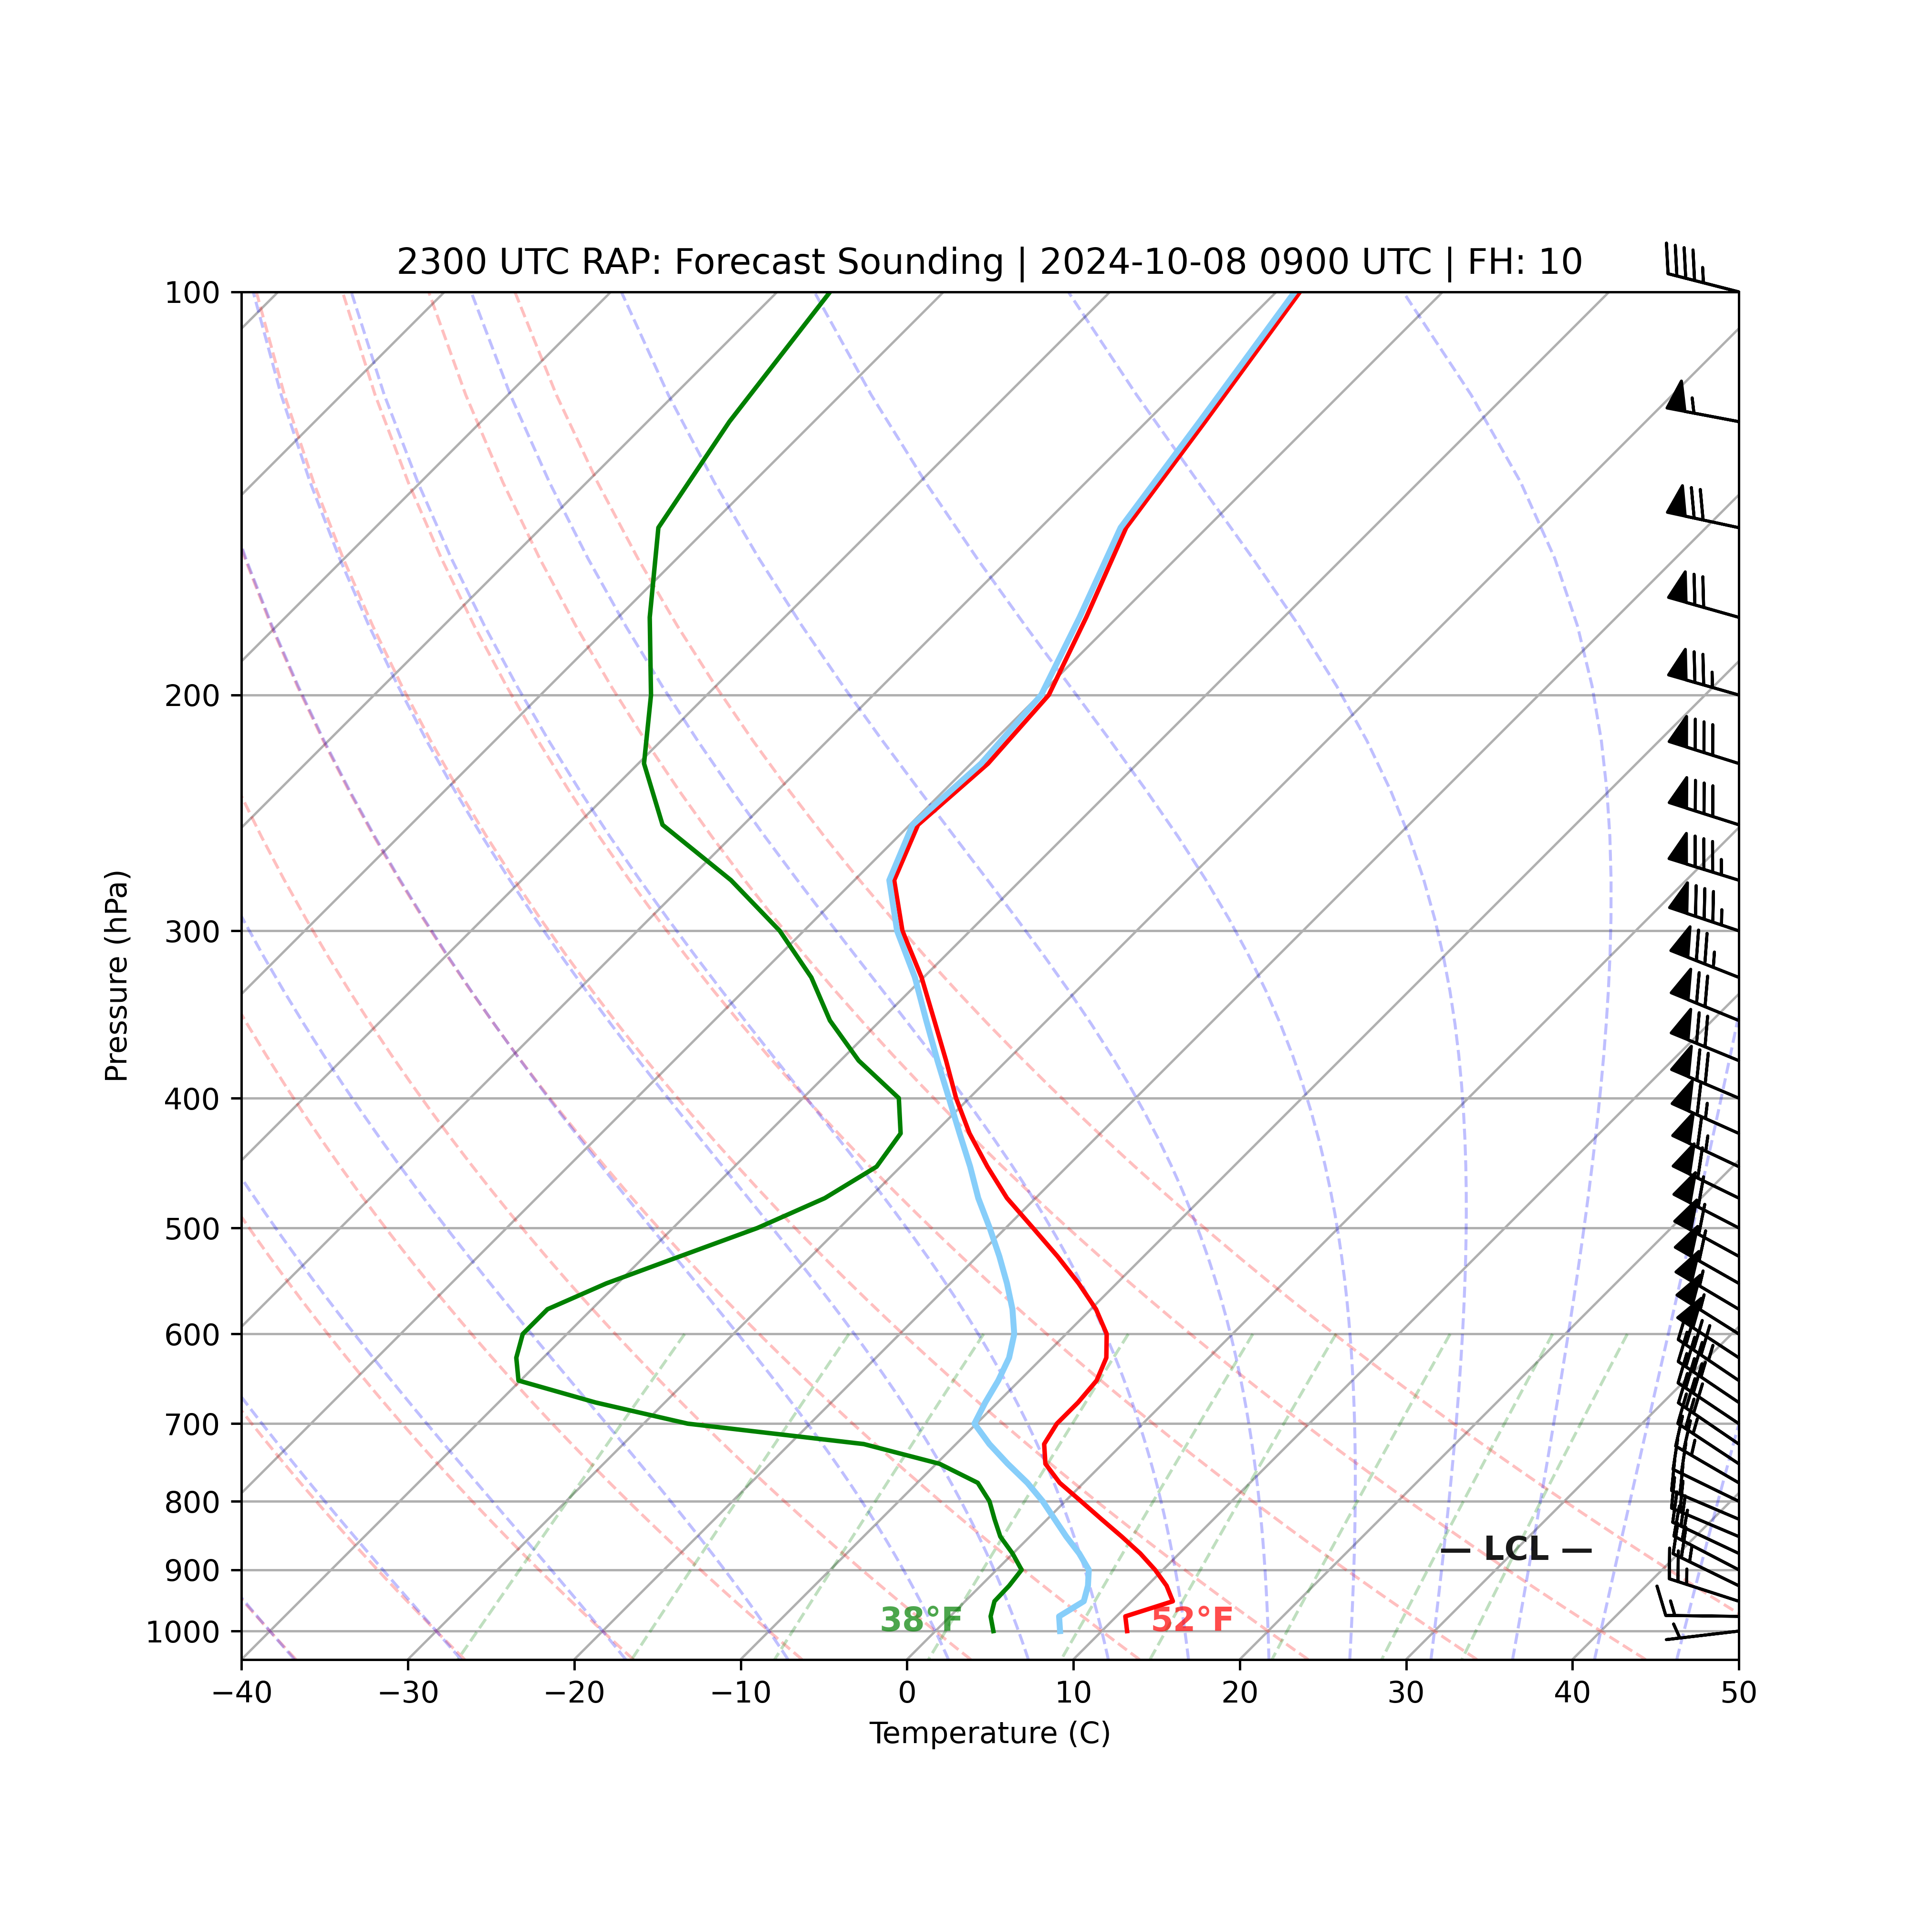 2300 UTC RAP: Forecast Sounding | 2024-10-08 0900 UTC | FH: 10
100
200
300
400
500
600
700
800
900
1000
Pressure (hPa)
— LCL —
38°F
52°F
−40 −30 −20 −10 0 10 20 30 40 50
Temperature (C)